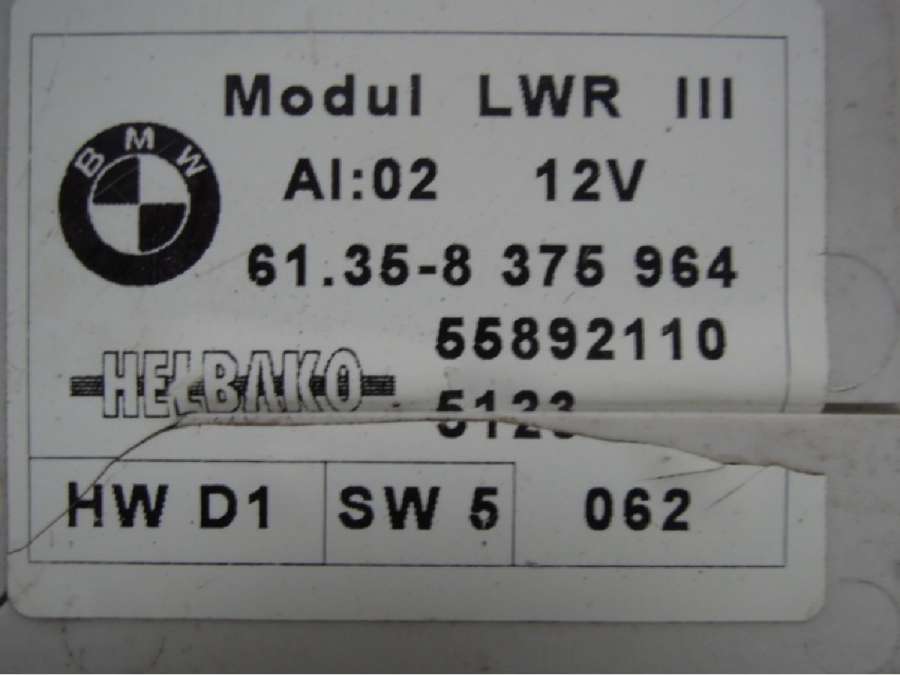 Modul LWR III
BMW
AI:02 12V
61.35-8 375 964
55892110
HELBAKO
5123
HW D1 SW 5 062